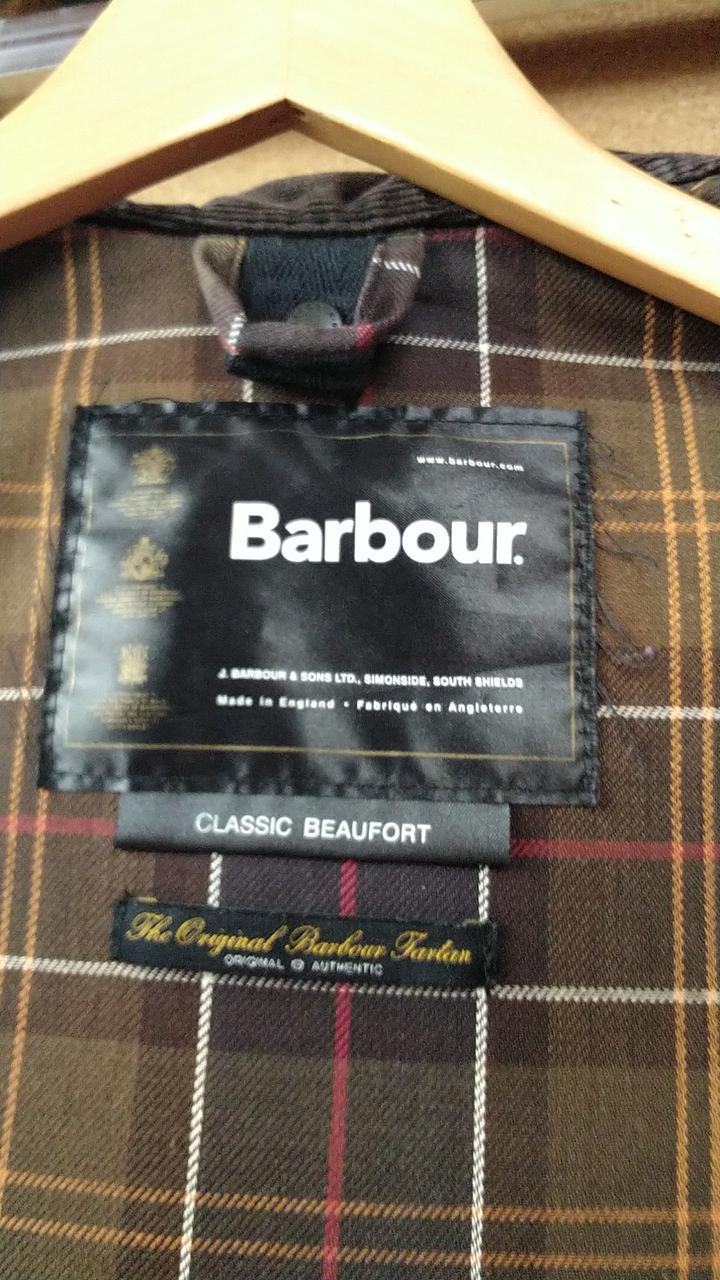 www.barbour.com
Barbour.
J. BARBOUR & SONS LTD., SIMONSIDE, SOUTH SHIELDS
Made in England • Fabriqué en Angleterre
CLASSIC BEAUFORT
The Original Barbour Tartan
ORIGINAL & AUTHENTIC